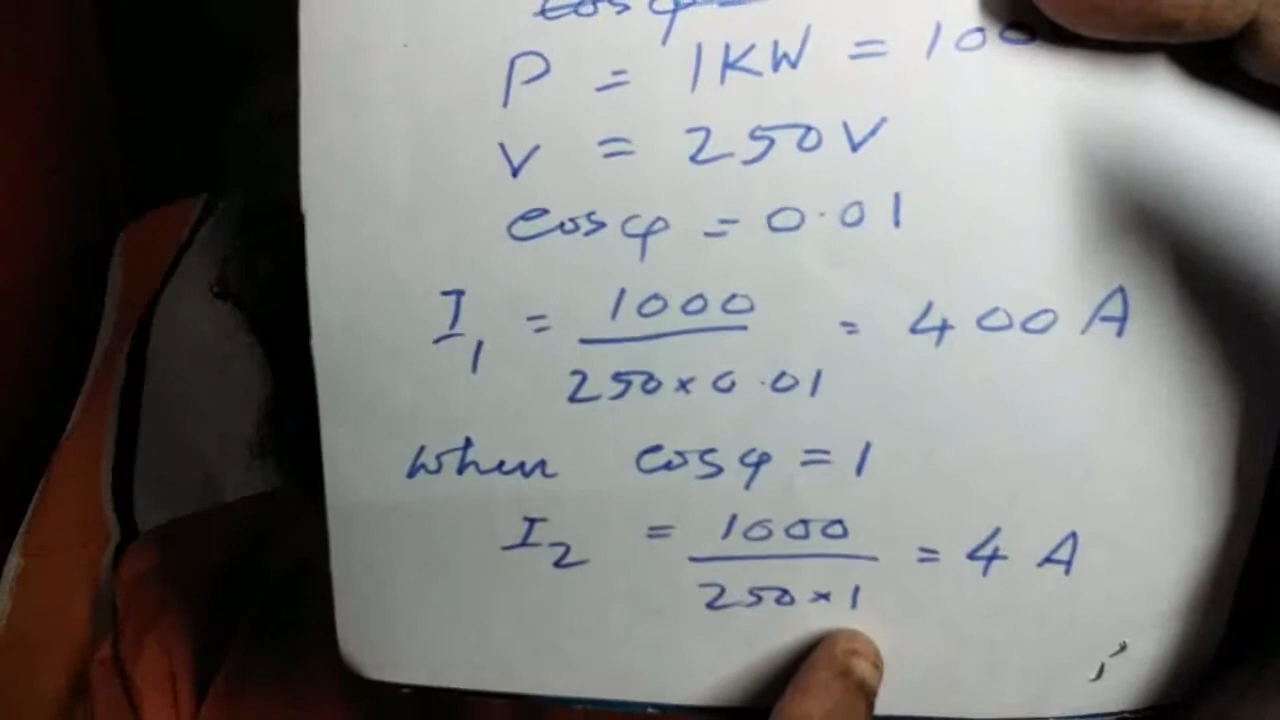 cos φ
P = 1KW = 100
V = 250V
cos φ = 0.01
I₁ = 1000 / 250 × 0.01 = 400 A
when cos φ = 1
I₂ = 1000 / 250 × 1 = 4 A